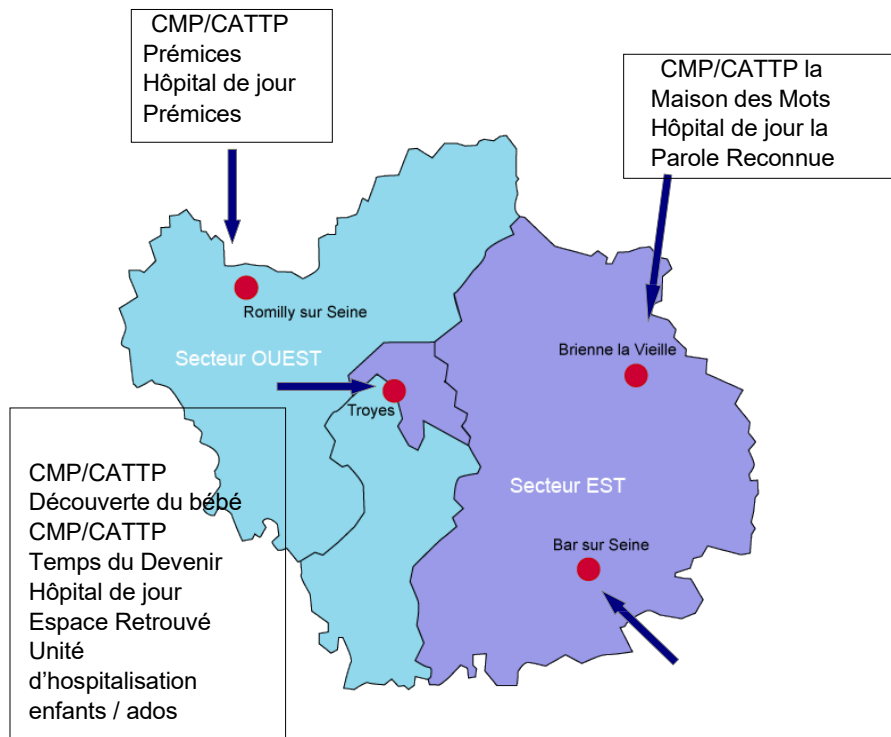 CMP/CATTP
Prémices
Hôpital de jour
Prémices
CMP/CATTP la
Maison des Mots
Hôpital de jour la
Parole Reconnue
Romilly sur Seine
Secteur OUEST
Brienne la Vieille
Troyes
CMP/CATTP
Découverte du bébé
CMP/CATTP
Temps du Devenir
Hôpital de jour
Espace Retrouvé
Unité
d’hospitalisation
enfants / ados
Secteur EST
Bar sur Seine